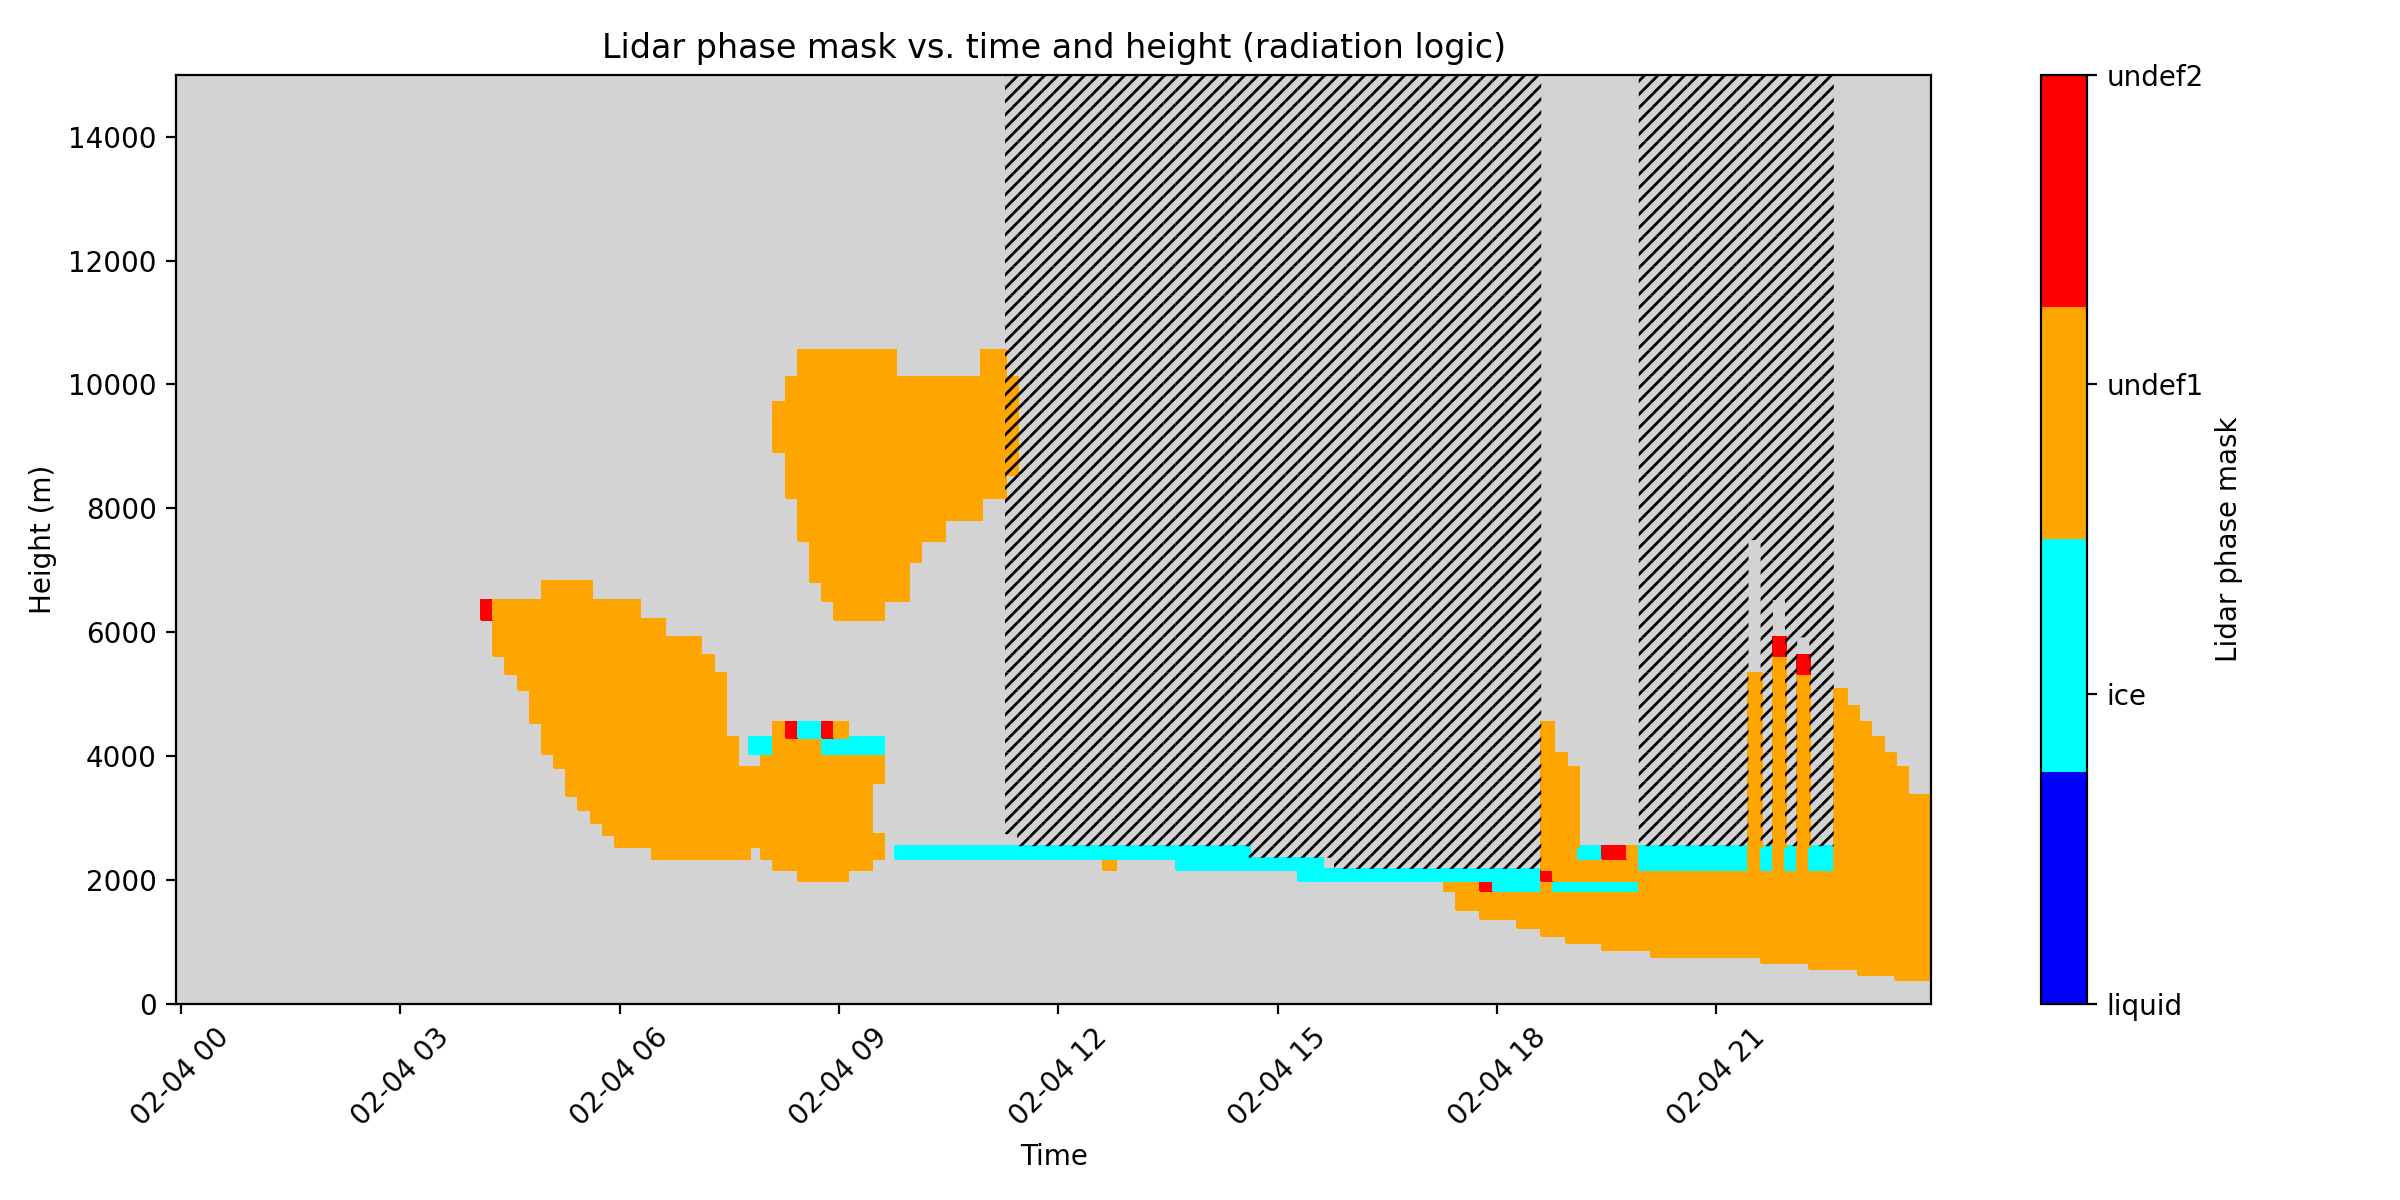 Lidar phase mask vs. time and height (radiation logic)
Height (m)
14000
12000
10000
8000
6000
4000
2000
0
02-04 00
02-04 03
02-04 06
02-04 09
02-04 12
02-04 15
02-04 18
02-04 21
Time
undef2
undef1
ice
liquid
Lidar phase mask